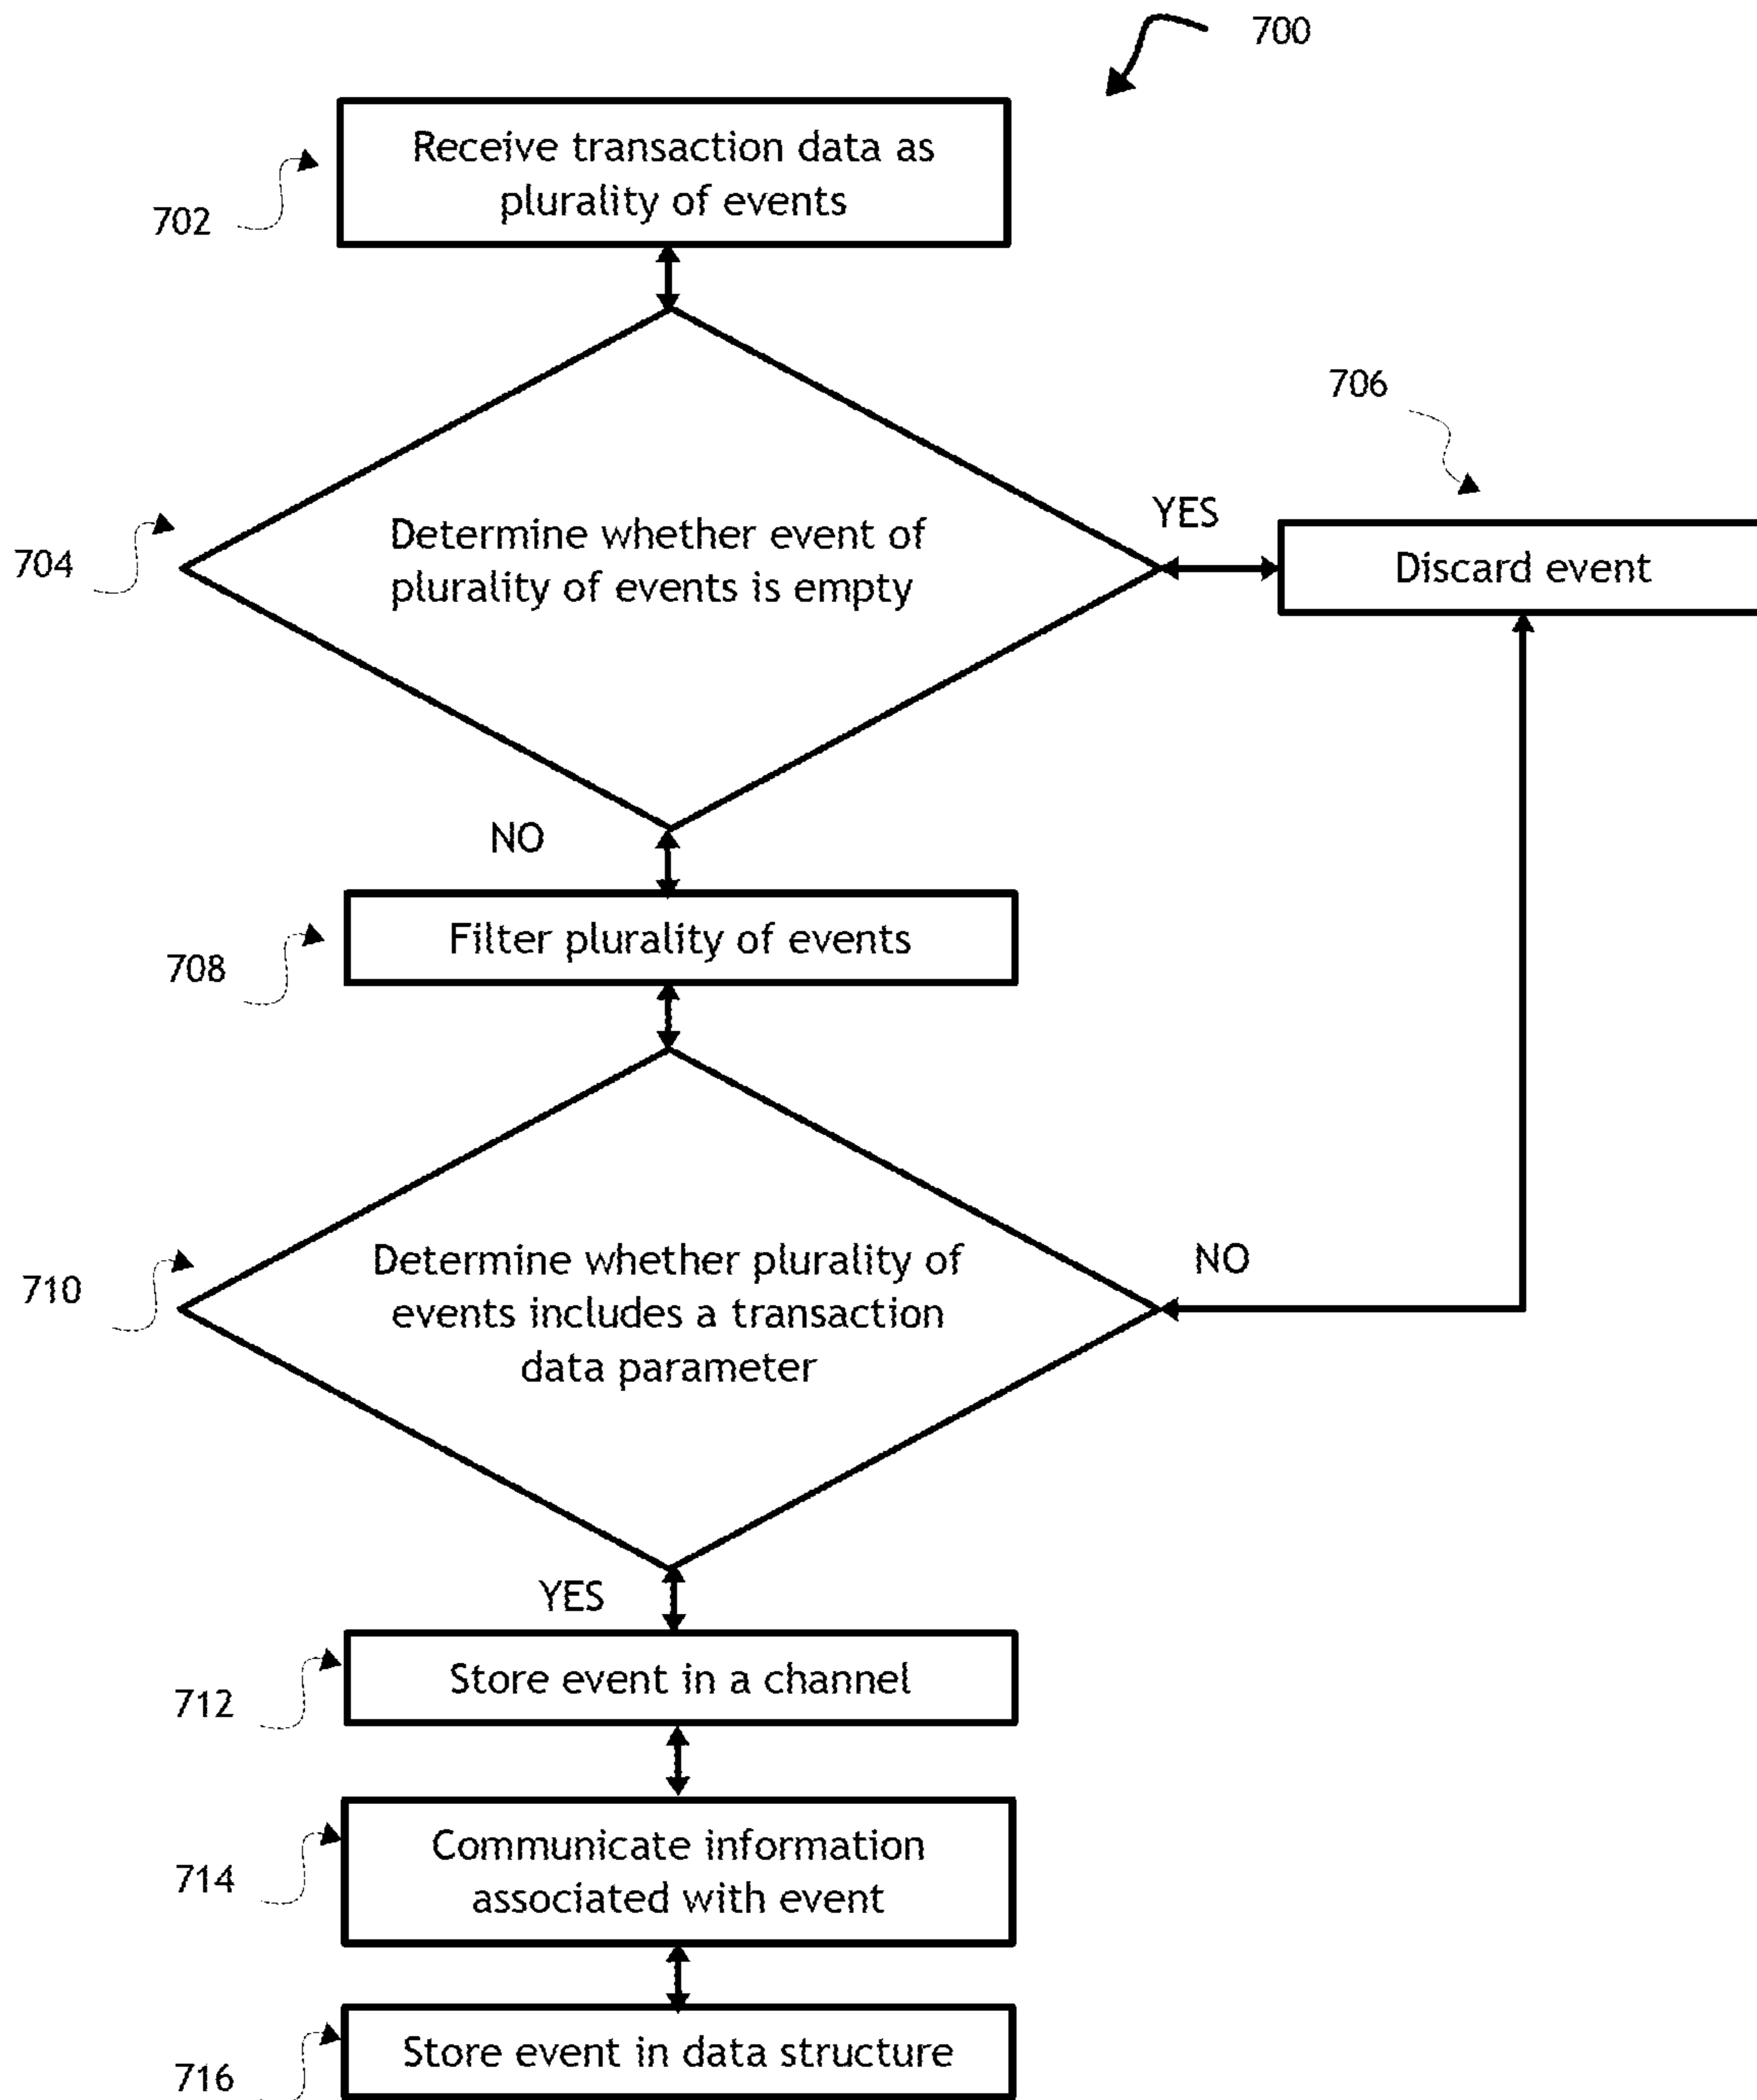 700
Receive transaction data as
plurality of events
702
706
YES
704
Determine whether event of
plurality of events is empty
Discard event
NO
708
Filter plurality of events
710
Determine whether plurality of
events includes a transaction
data parameter
NO
YES
712
Store event in a channel
714
Communicate information
associated with event
716
Store event in data structure